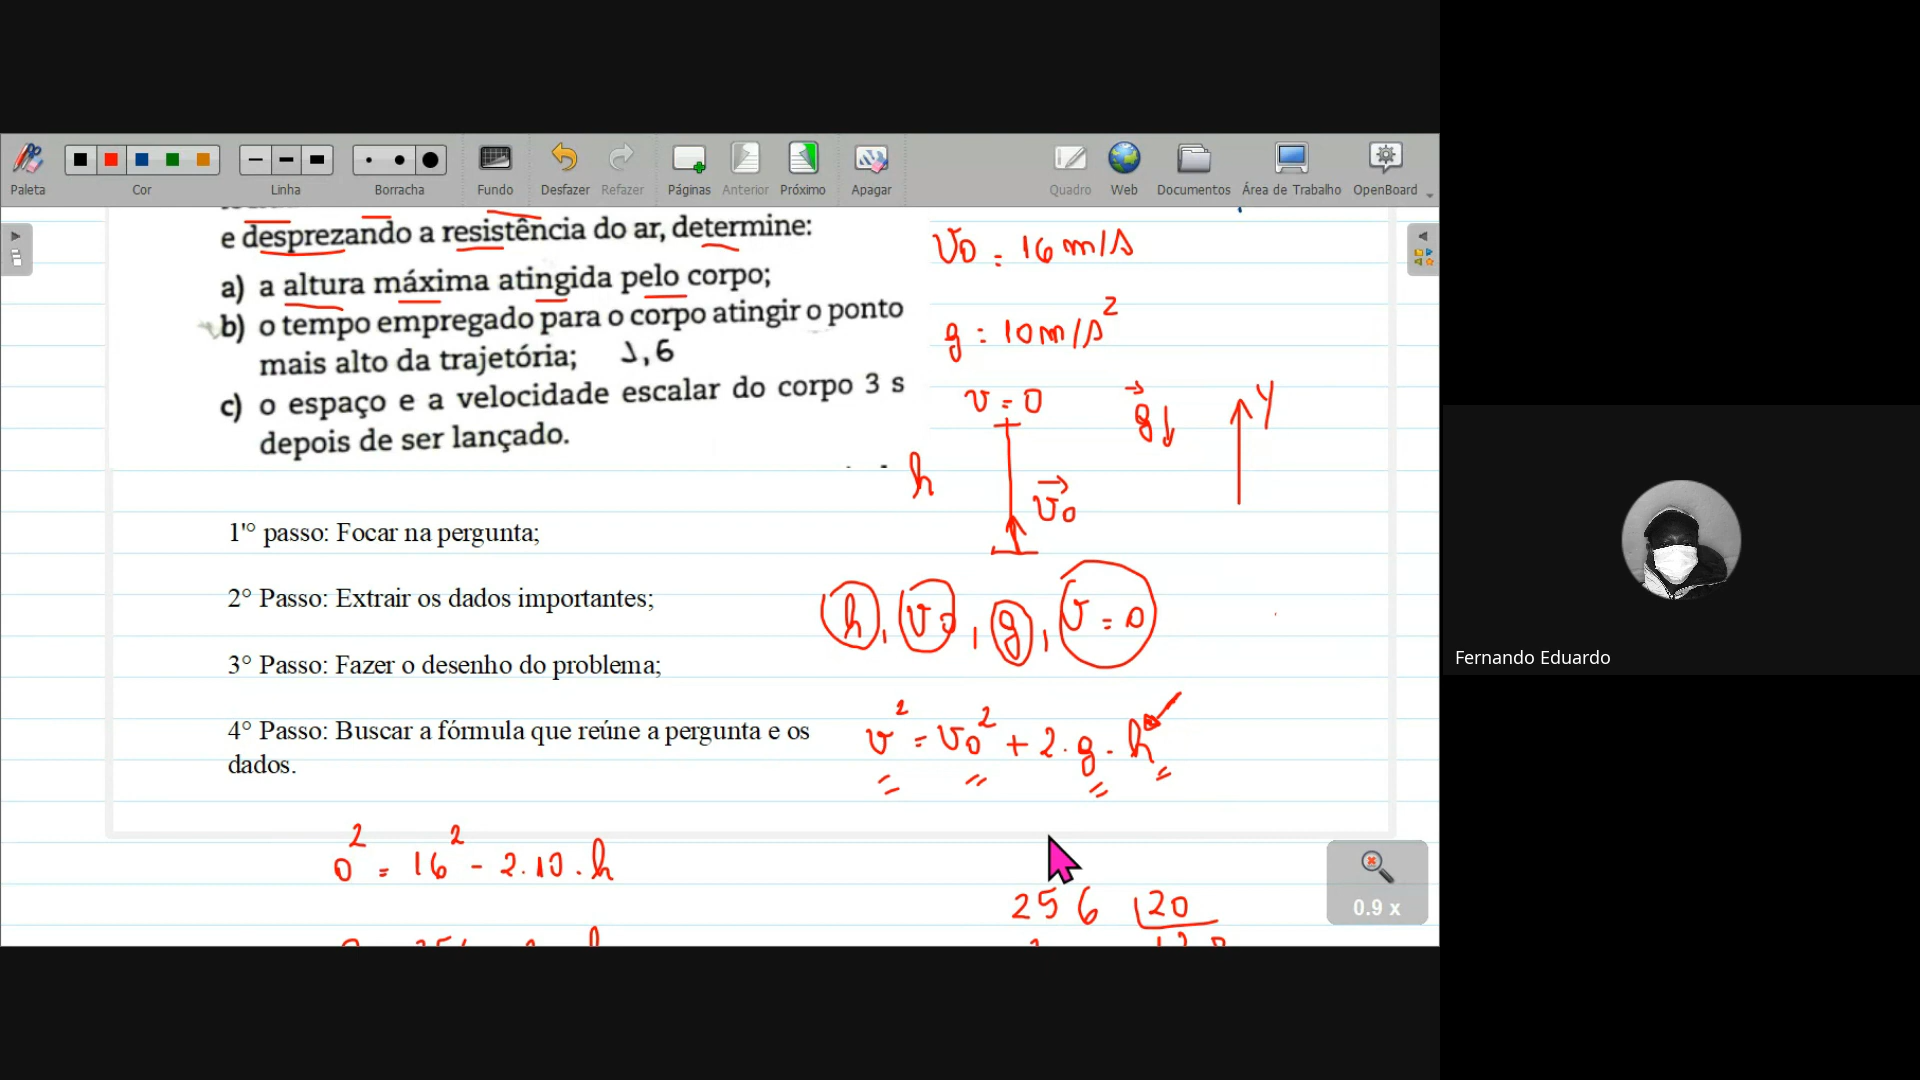 Paleta
Cor
Linha
Borracha
Fundo
Desfazer
Refazer
Páginas
Anterior
Próximo
Apagar
Quadro
Web
Documentos
Área de Trabalho
OpenBoard
e desprezando a resistência do ar, determine:
a) a altura máxima atingida pelo corpo;
b) o tempo empregado para o corpo atingir o ponto
mais alto da trajetória; 1,6
c) o espaço e a velocidade escalar do corpo 3 s
depois de ser lançado.
V0 = 16 m/s
g = 10 m/s²
v = 0
g
y
h
v0
1'° passo: Focar na pergunta;
2° Passo: Extrair os dados importantes;
3° Passo: Fazer o desenho do problema;
4° Passo: Buscar a fórmula que reúne a pergunta e os
dados.
h, v0, g, v = 0
v² = v0² + 2.g.h
0² = 16² - 2.10.h
256 20
0.9 x
Fernando Eduardo